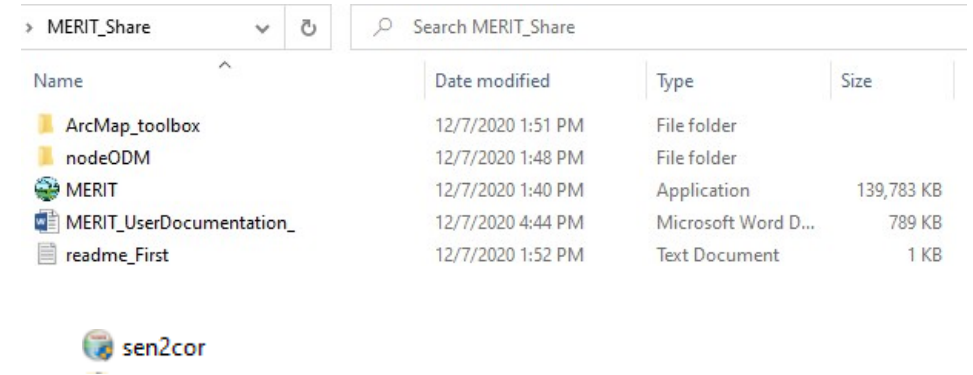 › MERIT_Share Search MERIT_Share
Name Date modified Type Size
ArcMap_toolbox 12/7/2020 1:51 PM File folder
nodeODM 12/7/2020 1:48 PM File folder
MERIT 12/7/2020 1:40 PM Application 139,783 KB
MERIT_UserDocumentation_ 12/7/2020 4:44 PM Microsoft Word D... 789 KB
readme_First 12/7/2020 1:52 PM Text Document 1 KB
sen2cor